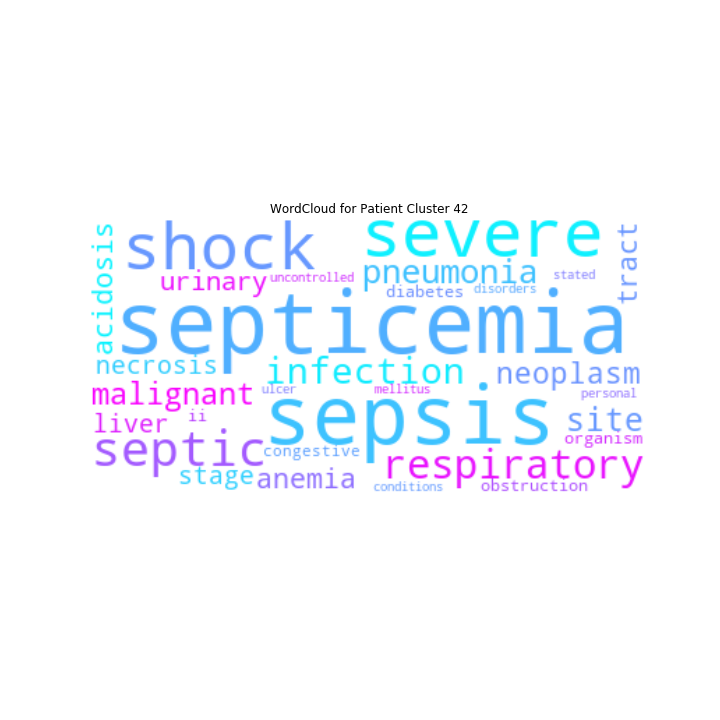 WordCloud for Patient Cluster 42
acidosis
shock
severe
tract
urinary
uncontrolled
pneumonia
stated
diabetes
disorders
septicemia
necrosis
infection
neoplasm
malignant
ulcer
mellitus
personal
liver
ii
sepsis
site
septic
congestive
organism
respiratory
stage
anemia
conditions
obstruction